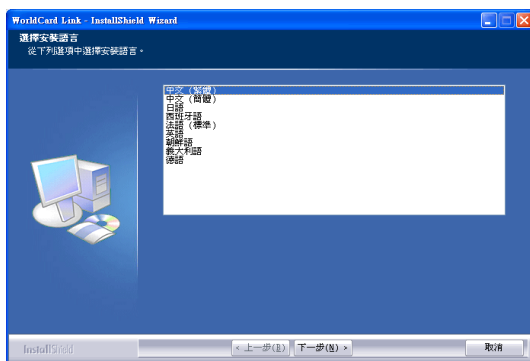 WorldCard Link - InstallShield Wizard
選擇安裝語言
從下列選項中選擇安裝語言。
中文 (繁體)
中文 (簡體)
日語
西班牙語
法語 (標準)
英語
朝鮮語
義大利語
德語
InstallShield
< 上一步(B)
下一步(N) >
取消